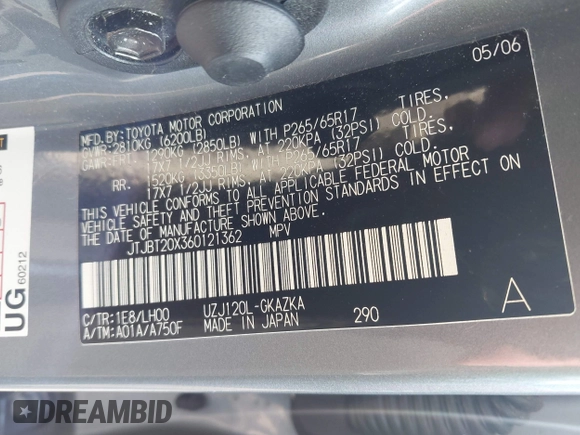 05/06
MFD.BY:TOYOTA MOTOR CORPORATION
GVWR:2810KG (6200LB)
GAWR:FRT. 1290KG (2850LB) WITH P265/65R17 TIRES,
17X7 1/2JJ RIMS, AT 220KPA (32PSI) COLD.
RR. 1520KG (3350LB) WITH P265/65R17 TIRES,
17X7 1/2JJ RIMS, AT 220KPA (32PSI) COLD.
THIS VEHICLE CONFORMS TO ALL APPLICABLE FEDERAL MOTOR
VEHICLE SAFETY AND THEFT PREVENTION STANDARDS IN EFFECT ON
THE DATE OF MANUFACTURE SHOWN ABOVE.
JTJBT20X360121362 MPV
C/TR:1E8/LH00 UZJ120L-GKAZKA
A/TM:A01A/A750F MADE IN JAPAN 290 A
UG 60212
DREAMBID